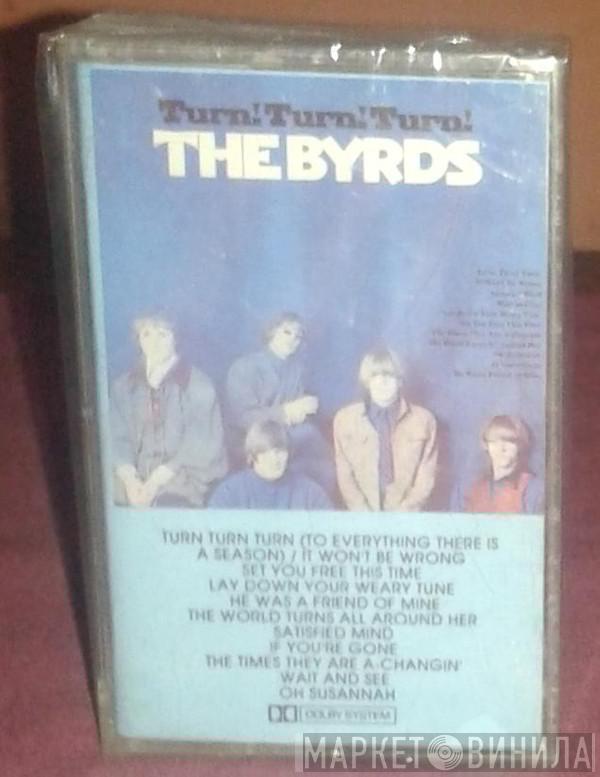 Turn! Turn! Turn!
THE BYRDS
TURN TURN TURN (TO EVERYTHING THERE IS
A SEASON) / IT WON'T BE WRONG
SET YOU FREE THIS TIME
LAY DOWN YOUR WEARY TUNE
HE WAS A FRIEND OF MINE
THE WORLD TURNS ALL AROUND HER
SATISFIED MIND
IF YOU'RE GONE
THE TIMES THEY ARE A-CHANGIN'
WAIT AND SEE
OH SUSANNAH
DOLBY SYSTEM
МАРКЕТ ВИНИЛА